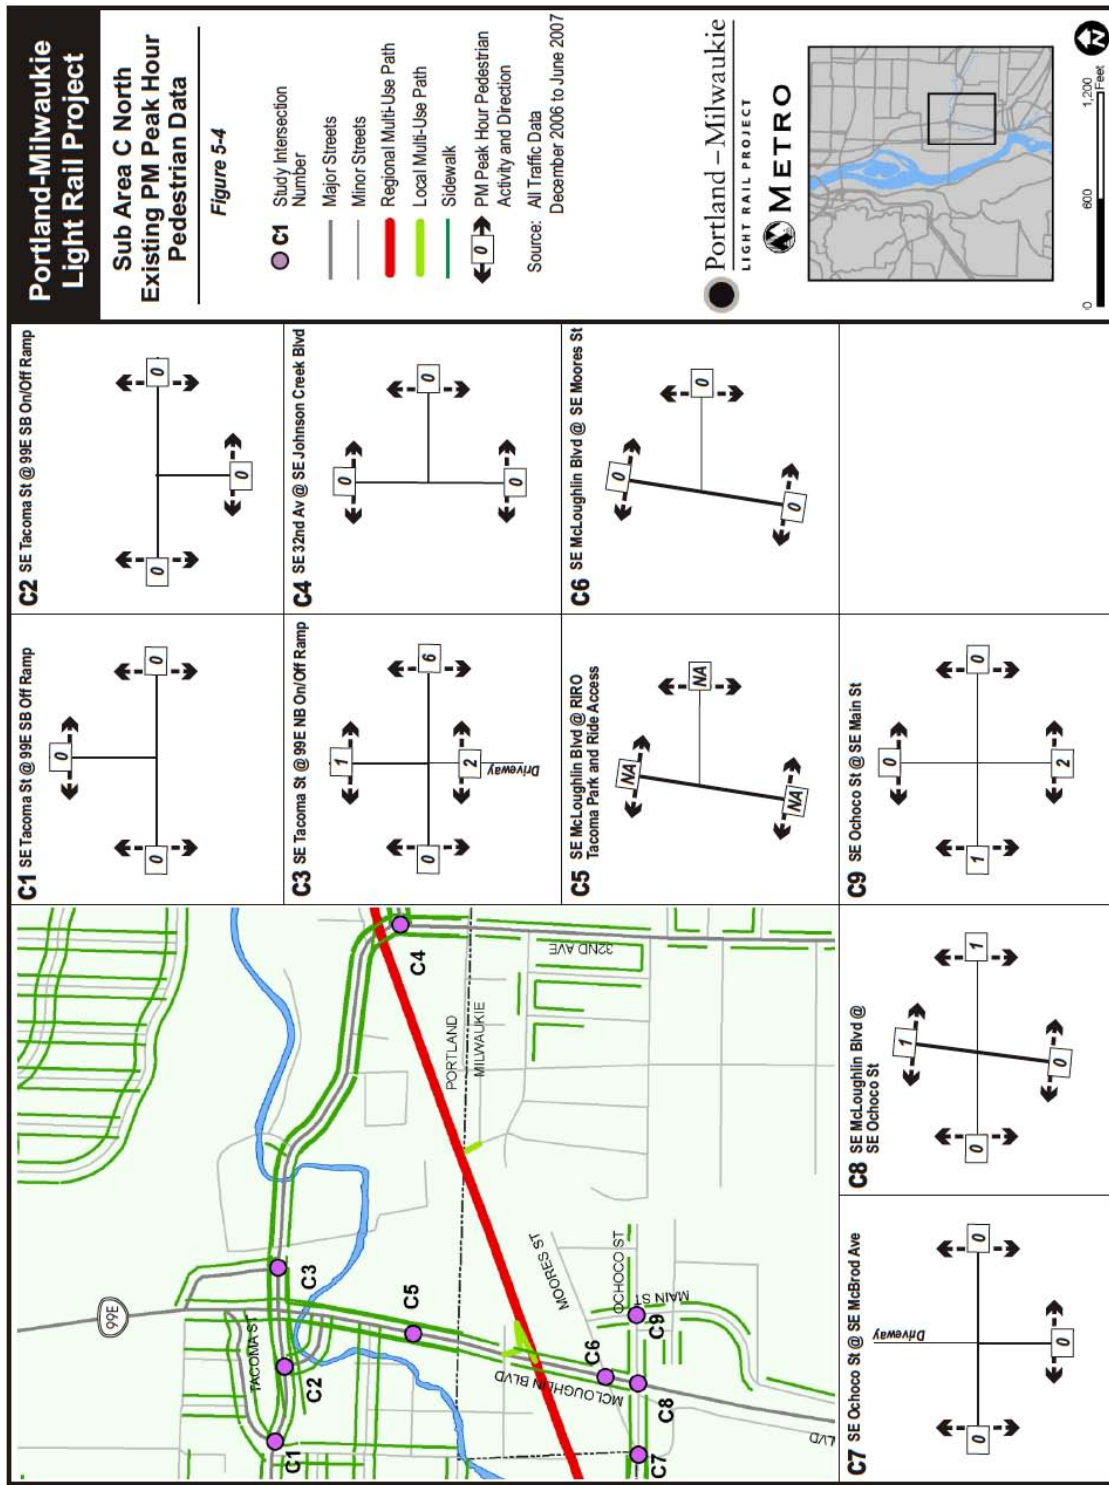 Portland-Milwaukie
Light Rail Project
Sub Area C North
Existing PM Peak Hour
Pedestrian Data
Figure 5-4
C1 Study Intersection
Number
Major Streets
Minor Streets
Regional Multi-Use Path
Local Multi-Use Path
Sidewalk
0 PM Peak Hour Pedestrian
Activity and Direction
Source: All Traffic Data
December 2006 to June 2007
Portland–Milwaukie
LIGHT RAIL PROJECT
METRO
0 600 1,200
Feet
N
C1 SE Tacoma St @ 99E SB Off Ramp
0
0
0
C2 SE Tacoma St @ 99E SB On/Off Ramp
0
0
0
C3 SE Tacoma St @ 99E NB On/Off Ramp
1
0
6
2
Driveway
C4 SE 32nd Av @ SE Johnson Creek Blvd
0
0
0
C5 SE McLoughlin Blvd @ RIRO
Tacoma Park and Ride Access
NA
NA
NA
C6 SE McLoughlin Blvd @ SE Moores St
0
0
0
C7 SE Ochoco St @ SE McBrod Ave
Driveway
0
0
0
C8 SE McLoughlin Blvd @
SE Ochoco St
1
0
1
0
C9 SE Ochoco St @ SE Main St
0
1
0
2
99E
TACOMA ST
C1
C2
C3
C4
C5
PORTLAND
MILWAUKIE
32ND AVE
MOORES ST
OCHOCO ST
MAIN ST
MCLOUGHLIN BLVD
MCLOUGHLIN BLVD
C6
C7
C8
C9
LVD